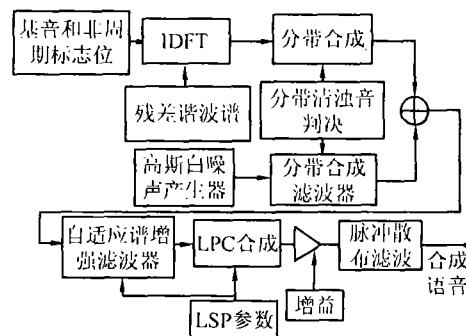 基音和非周
期标志位
IDFT
分带合成
残差谐波谱
分带清浊音
判决
高斯白噪
声产生器
分带合成
滤波器
自适应谱增
强滤波器
LPC合成
脉冲散
布滤波
合成
语音
LSP参数
增益